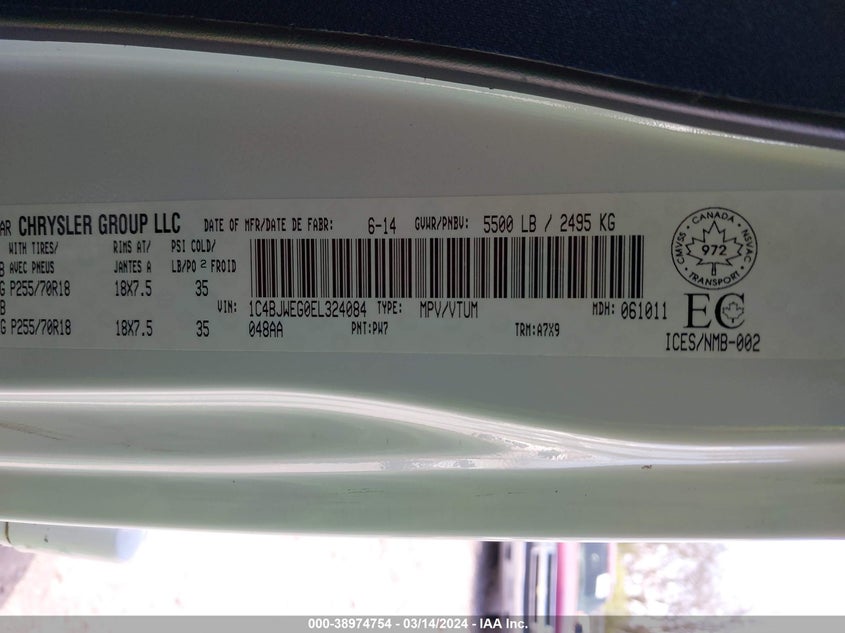 AR CHRYSLER GROUP LLC DATE OF MFR/DATE DE FABR: 6-14 GVWR/PNBV: 5500 LB / 2495 KG
WITH TIRES/ RIMS AT/ PSI COLD/
B AVEC PNEUS JANTES A LB/PO 2 FROID
G P255/70R18 18X7.5 35
B VIN: 1C4BJWEG0EL324084 TYPE: MPV/VTUM MDH: 061011
G P255/70R18 18X7.5 35 048AA PNT:PW7 TRM:A7X9
CMVSS · CANADA · NSVAC
972
TRANSPORT
EC
ICES/NMB-002
000-38974754 - 03/14/2024 - IAA Inc.